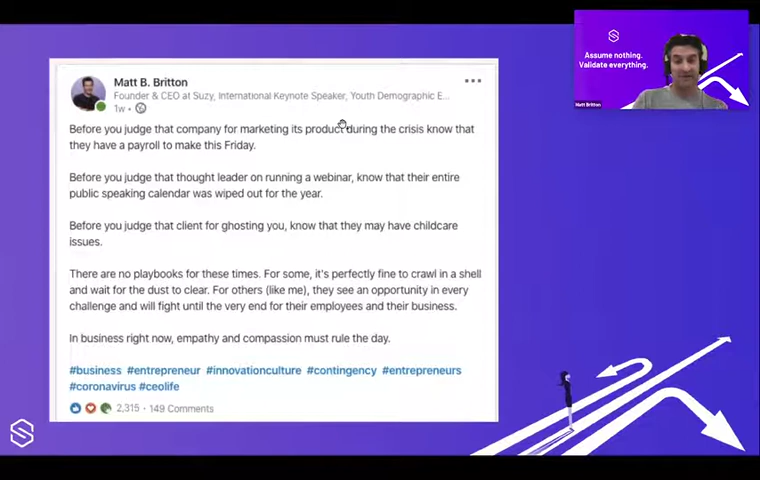 Matt B. Britton
Founder & CEO at Suzy, International Keynote Speaker, Youth Demographic E...
1w •
Before you judge that company for marketing its product during the crisis know that
they have a payroll to make this Friday.
Before you judge that thought leader on running a webinar, know that their entire
public speaking calendar was wiped out for the year.
Before you judge that client for ghosting you, know that they may have childcare
issues.
There are no playbooks for these times. For some, it's perfectly fine to crawl in a shell
and wait for the dust to clear. For others (like me), they see an opportunity in every
challenge and will fight until the very end for their employees and their business.
In business right now, empathy and compassion must rule the day.
#business #entrepreneur #innovationculture #contingency #entrepreneurs
#coronavirus #ceolife
2,315 · 149 Comments
Assume nothing.
Validate everything.
Matt Britton